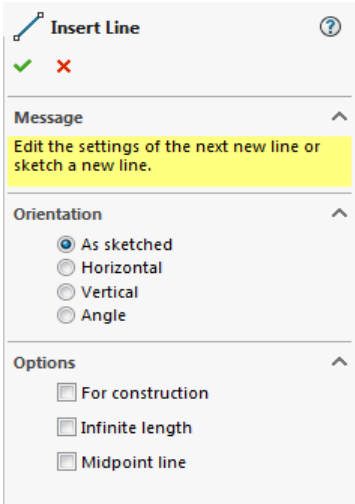 Insert Line
?
Message
Edit the settings of the next new line or
sketch a new line.
Orientation
As sketched
Horizontal
Vertical
Angle
Options
For construction
Infinite length
Midpoint line